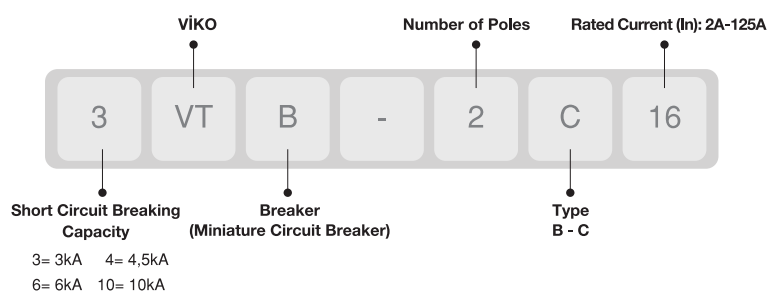 VİKO
Number of Poles
Rated Current (In): 2A-125A
3 VT B - 2 C 16
Short Circuit Breaking
Capacity
3= 3kA 4= 4,5kA
6= 6kA 10= 10kA
Breaker
(Miniature Circuit Breaker)
Type
B - C